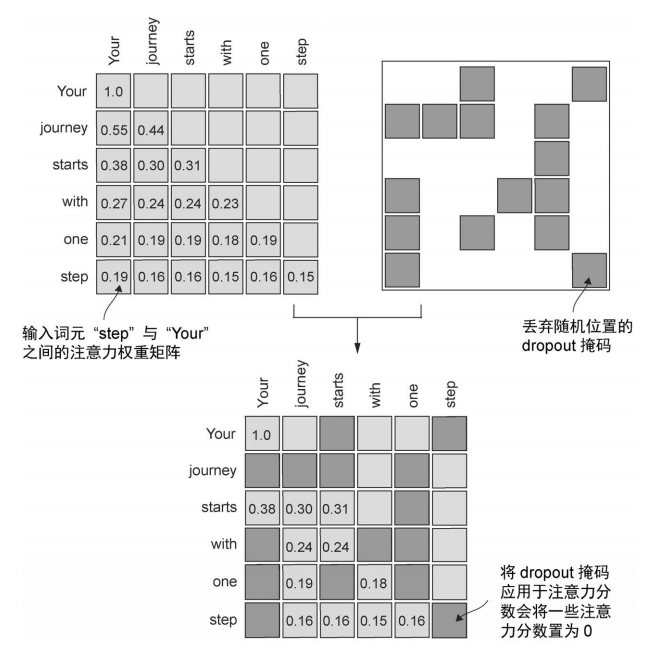 Your journey starts with one step
Your 1.0
journey 0.55 0.44
starts 0.38 0.30 0.31
with 0.27 0.24 0.24 0.23
one 0.21 0.19 0.19 0.18 0.19
step 0.19 0.16 0.16 0.15 0.16 0.15
输入词元“step”与“Your”
之间的注意力权重矩阵
丢弃随机位置的
dropout 掩码
Your journey starts with one step
Your 1.0
journey
starts 0.38 0.30 0.31
with 0.24 0.24
one 0.19 0.18
step 0.16 0.16 0.15 0.16
将 dropout 掩码
应用于注意力分
数会将一些注意
力分数置为 0